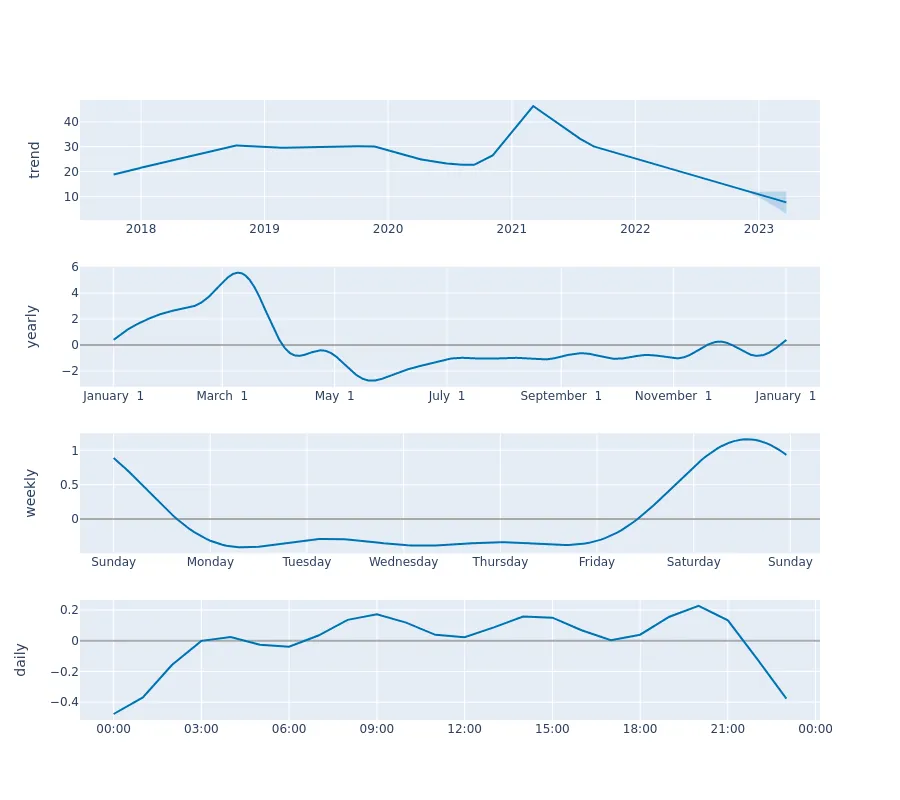 trend
40
30
20
10
2018 2019 2020 2021 2022 2023
yearly
6
4
2
0
−2
January 1 March 1 May 1 July 1 September 1 November 1 January 1
weekly
1
0.5
0
Sunday Monday Tuesday Wednesday Thursday Friday Saturday Sunday
daily
0.2
0
−0.2
−0.4
00:00 03:00 06:00 09:00 12:00 15:00 18:00 21:00 00:00